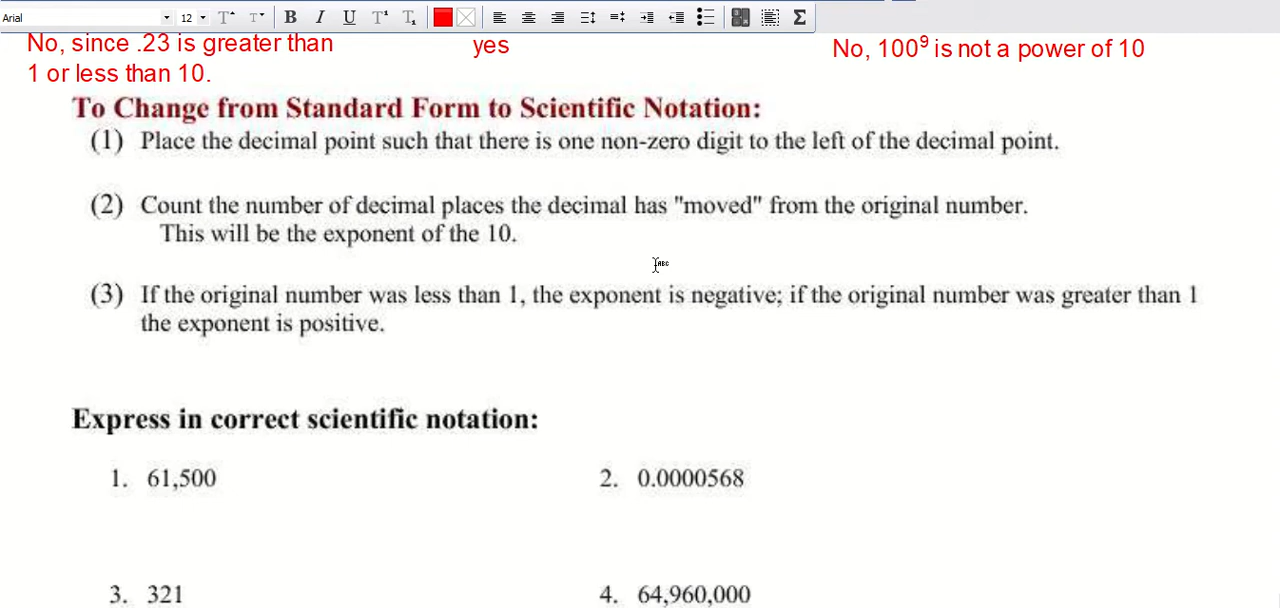 Arial 12 B I U T¹ T₁ Σ
No, since .23 is greater than yes No, 100⁹ is not a power of 10
1 or less than 10.
To Change from Standard Form to Scientific Notation:
(1) Place the decimal point such that there is one non-zero digit to the left of the decimal point.
(2) Count the number of decimal places the decimal has "moved" from the original number.
This will be the exponent of the 10.
ABC
(3) If the original number was less than 1, the exponent is negative; if the original number was greater than 1
the exponent is positive.
Express in correct scientific notation:
1. 61,500 2. 0.0000568
3. 321 4. 64,960,000